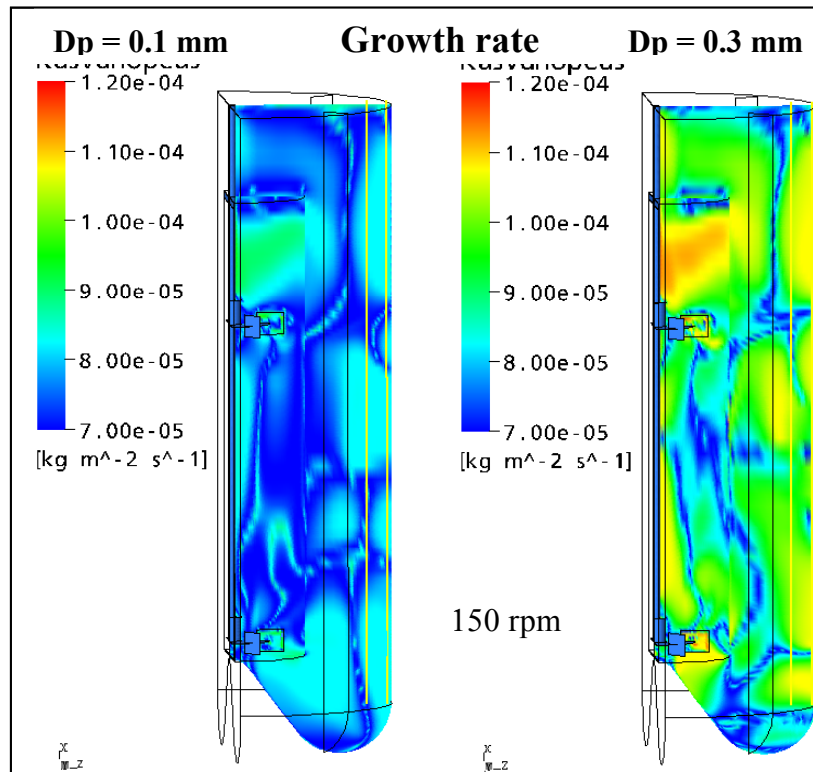 Dp = 0.1 mm Growth rate Dp = 0.3 mm
1.20e-04
1.10e-04
1.00e-04
9.00e-05
8.00e-05
7.00e-05
[kg m^-2 s^-1]
1.20e-04
1.10e-04
1.00e-04
9.00e-05
8.00e-05
7.00e-05
[kg m^-2 s^-1]
150 rpm